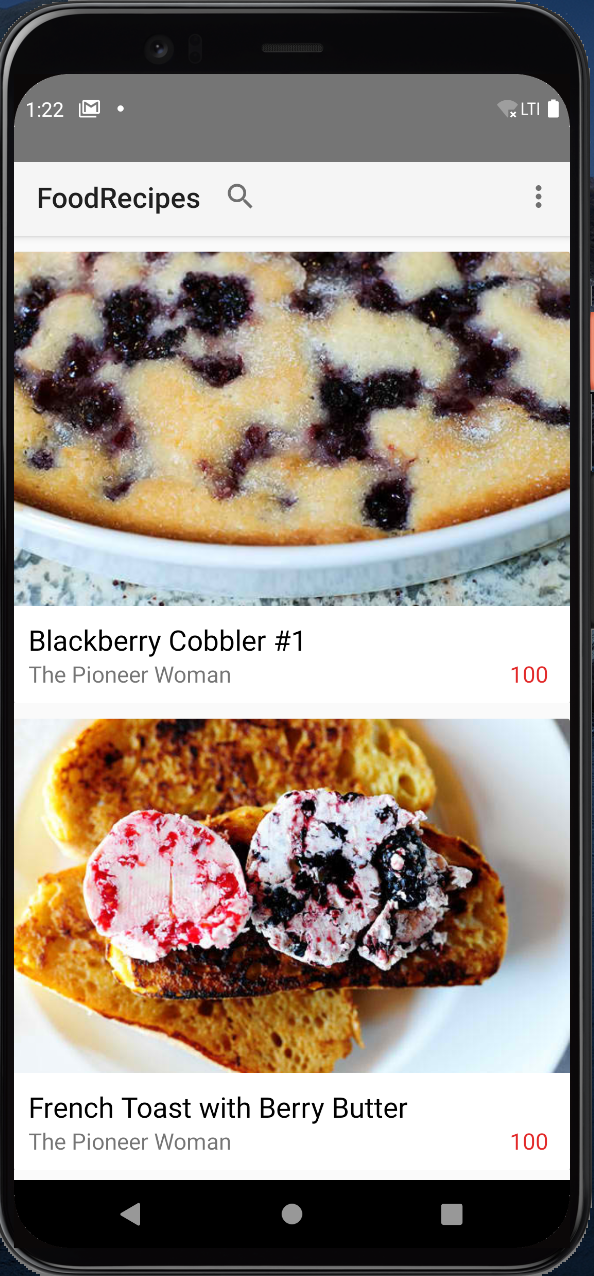 1:22 LTE
FoodRecipes
Blackberry Cobbler #1
The Pioneer Woman 100
French Toast with Berry Butter
The Pioneer Woman 100